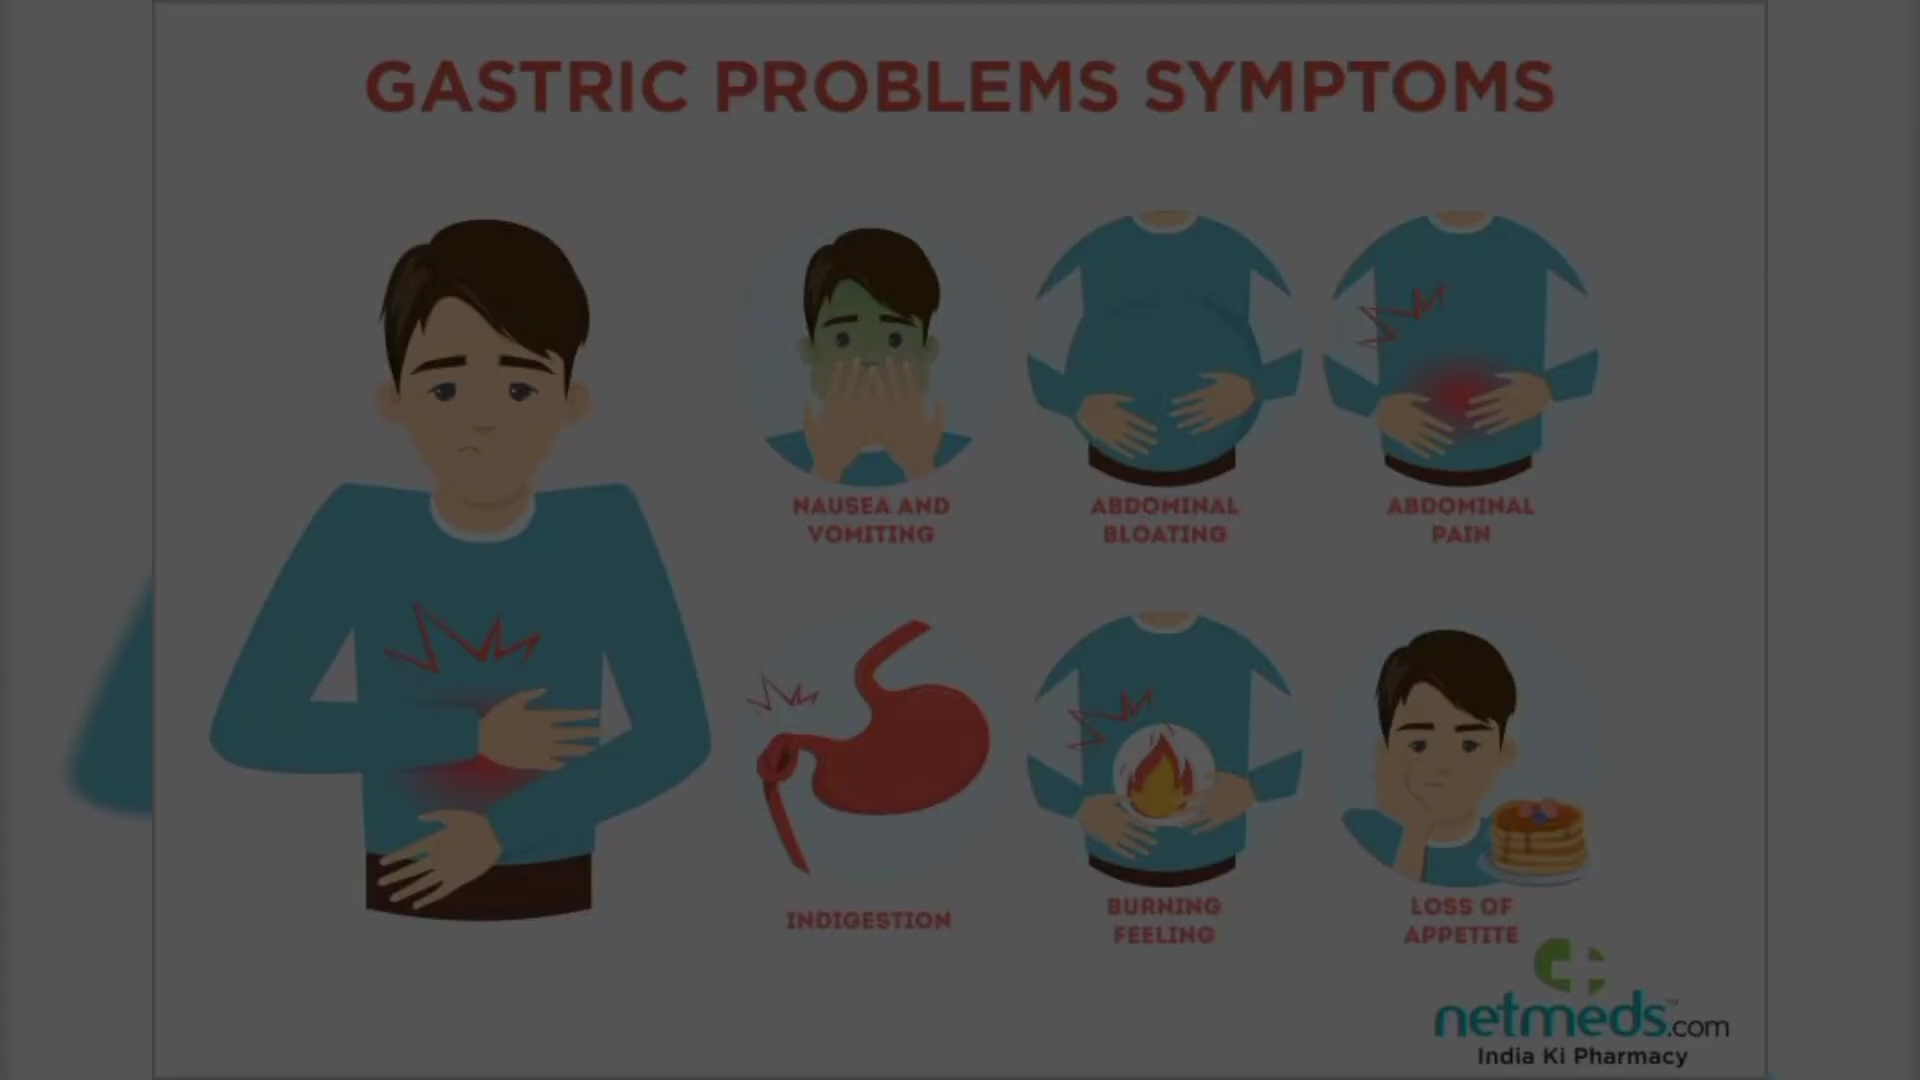 GASTRIC PROBLEMS SYMPTOMS
NAUSEA AND
VOMITING
ABDOMINAL
BLOATING
ABDOMINAL
PAIN
INDIGESTION
BURNING
FEELING
LOSS OF
APPETITE
netmeds™.com
India Ki Pharmacy